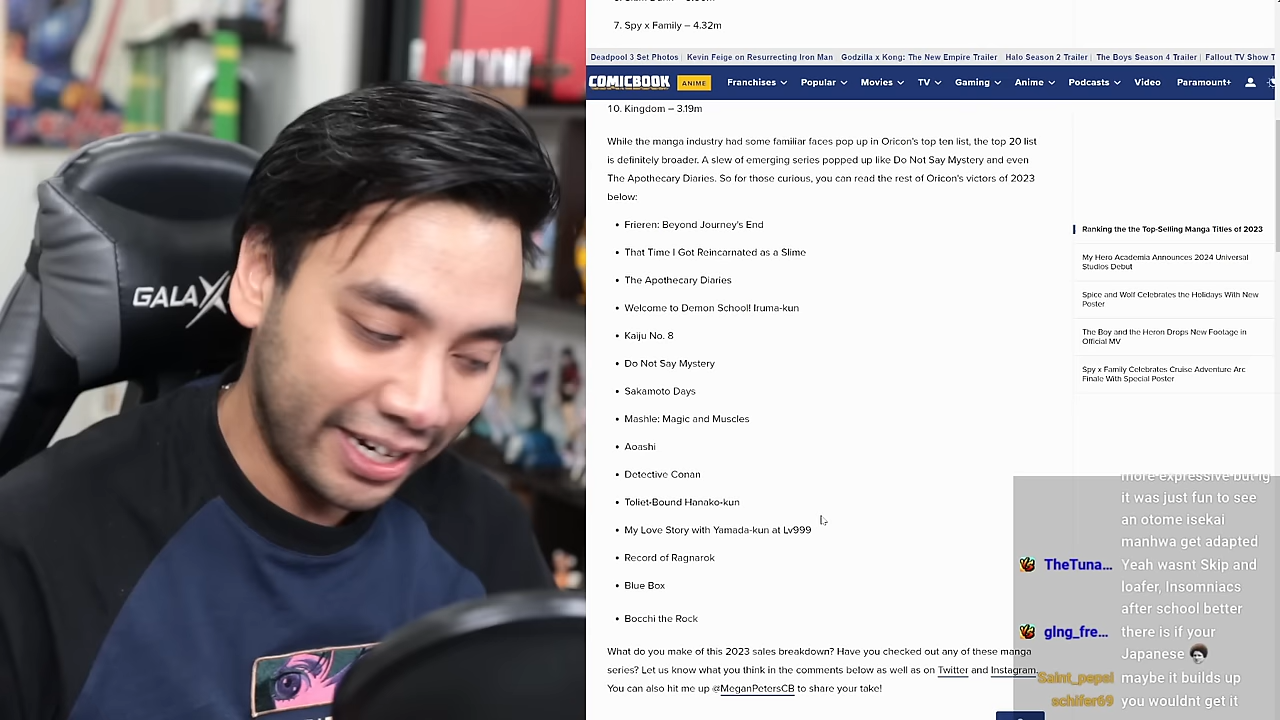 7. Spy x Family – 4.32m
Deadpool 3 Set Photos | Kevin Feige on Resurrecting Iron Man Godzilla x Kong: The New Empire Trailer | Halo Season 2 Trailer | The Boys Season 4 Trailer | Fallout TV Show T
COMICBOOK ANIME Franchises Popular Movies TV Gaming Anime Podcasts Video Paramount+
10. Kingdom – 3.19m
While the manga industry had some familiar faces pop up in Oricon's top ten list, the top 20 list
is definitely broader. A slew of emerging series popped up like Do Not Say Mystery and even
The Apothecary Diaries. So for those curious, you can read the rest of Oricon's victors of 2023
below:
• Frieren: Beyond Journey's End
• That Time I Got Reincarnated as a Slime
• The Apothecary Diaries
• Welcome to Demon School! Iruma-kun
• Kaiju No. 8
• Do Not Say Mystery
• Sakamoto Days
• Mashle: Magic and Muscles
• Aoashi
• Detective Conan
• Toliet-Bound Hanako-kun
• My Love Story with Yamada-kun at Lv999
• Record of Ragnarok
• Blue Box
• Bocchi the Rock
What do you make of this 2023 sales breakdown? Have you checked out any of these manga
series? Let us know what you think in the comments below as well as on Twitter and Instagram.
You can also hit me up @MeganPetersCB to share your take!
Ranking the the Top-Selling Manga Titles of 2023
My Hero Academia Announces 2024 Universal
Studios Debut
Spice and Wolf Celebrates the Holidays With New
Poster
The Boy and the Heron Drops New Footage in
Official MV
Spy x Family Celebrates Cruise Adventure Arc
Finale With Special Poster
more expressive but ig
it was just fun to see
an otome isekai
manhwa get adapted
TheTuna... Yeah wasnt Skip and
loafer, Insomniacs
after school better
glng_fre... there is if your
Japanese
Saint_pepsi maybe it builds up
schifer69 you wouldnt get it
GALAX